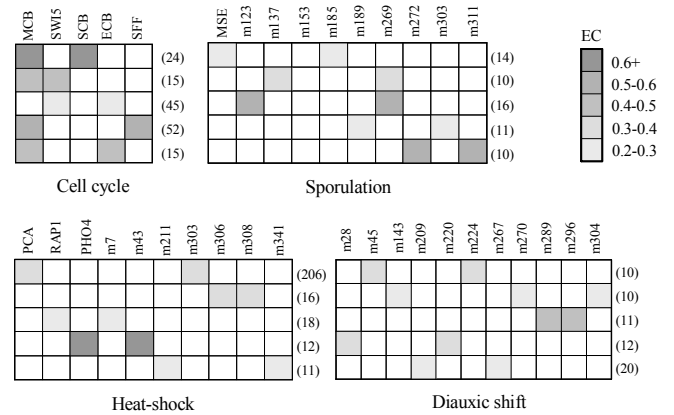 MCB SWI5 SCB ECB SFF
(24)
(15)
(45)
(52)
(15)
Cell cycle
MSE m123 m137 m153 m185 m189 m269 m272 m303 m311
(14)
(10)
(16)
(11)
(10)
Sporulation
EC
0.6+
0.5-0.6
0.4-0.5
0.3-0.4
0.2-0.3
PCA RAP1 PHO4 m7 m43 m211 m303 m306 m308 m341
(206)
(16)
(18)
(12)
(11)
Heat-shock
m28 m45 m143 m209 m220 m224 m267 m270 m289 m296 m304
(10)
(10)
(11)
(12)
(20)
Diauxic shift